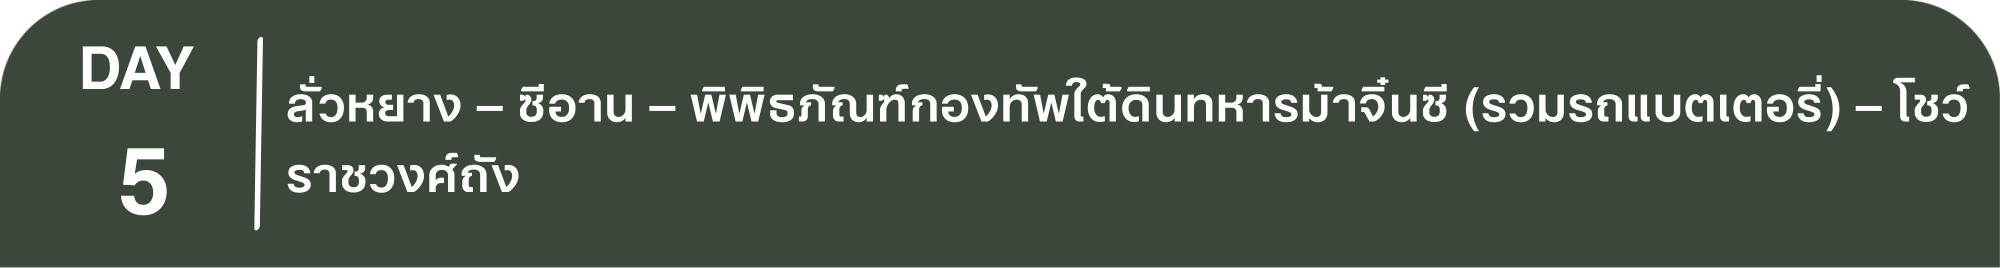 DAY
5
ลั่วหยาง – ซีอาน – พิพิธภัณฑ์กองทัพใต้ดินทหารม้าจิ๋นซี (รวมรถแบตเตอรี่) – โชว์
ราชวงศ์ถัง